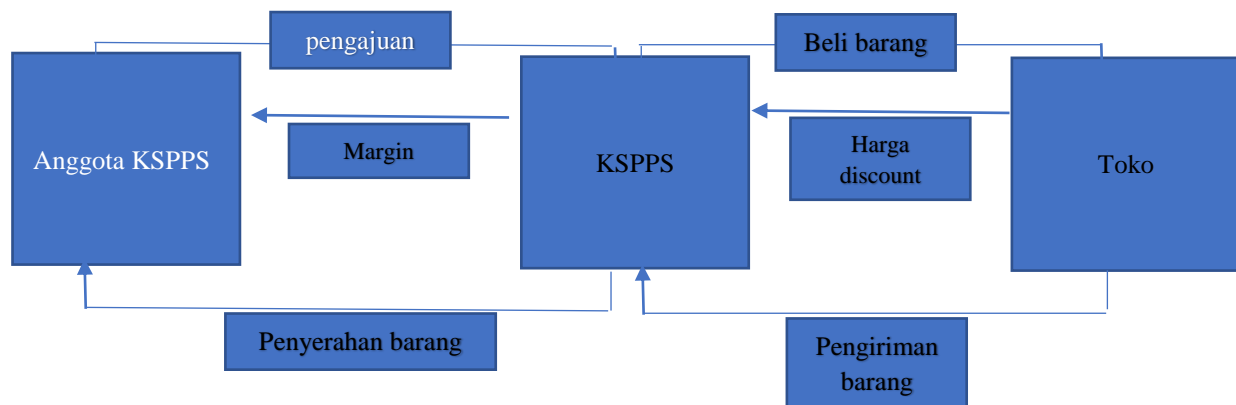 pengajuan
Beli barang
Anggota KSPPS
Margin
KSPPS
Harga
discount
Toko
Penyerahan barang
Pengiriman
barang